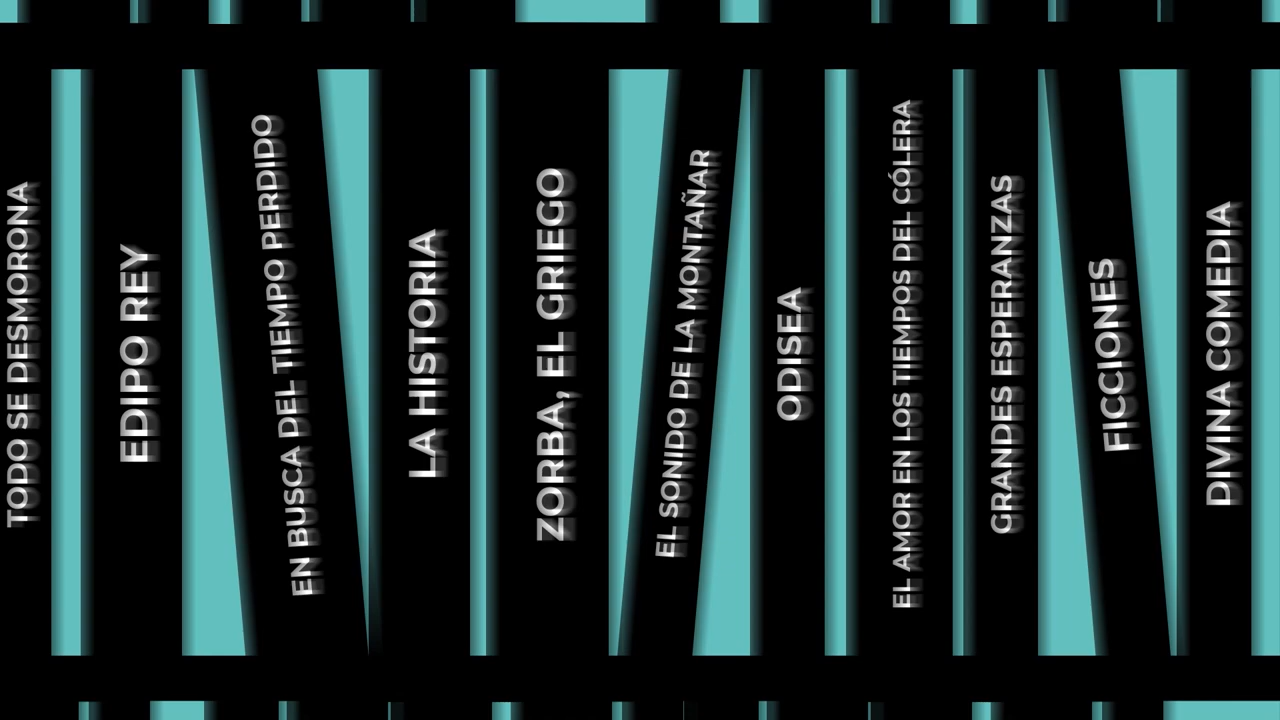 TODO SE DESMORONA
EDIPO REY
EN BUSCA DEL TIEMPO PERDIDO
LA HISTORIA
ZORBA, EL GRIEGO
EL SONIDO DE LA MONTAÑAR
ODISEA
EL AMOR EN LOS TIEMPOS DEL CÓLERA
GRANDES ESPERANZAS
FICCIONES
DIVINA COMEDIA